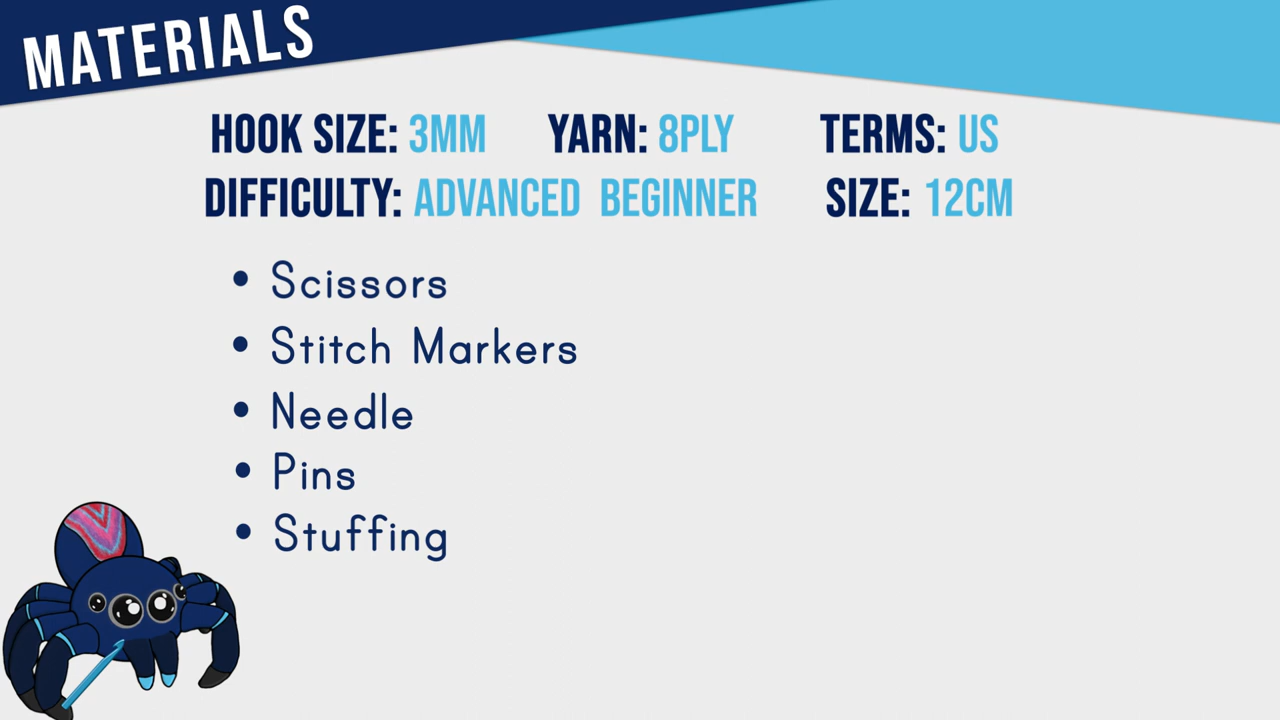 MATERIALS
HOOK SIZE: 3MM YARN: 8PLY TERMS: US
DIFFICULTY: ADVANCED BEGINNER SIZE: 12CM
• Scissors
• Stitch Markers
• Needle
• Pins
• Stuffing